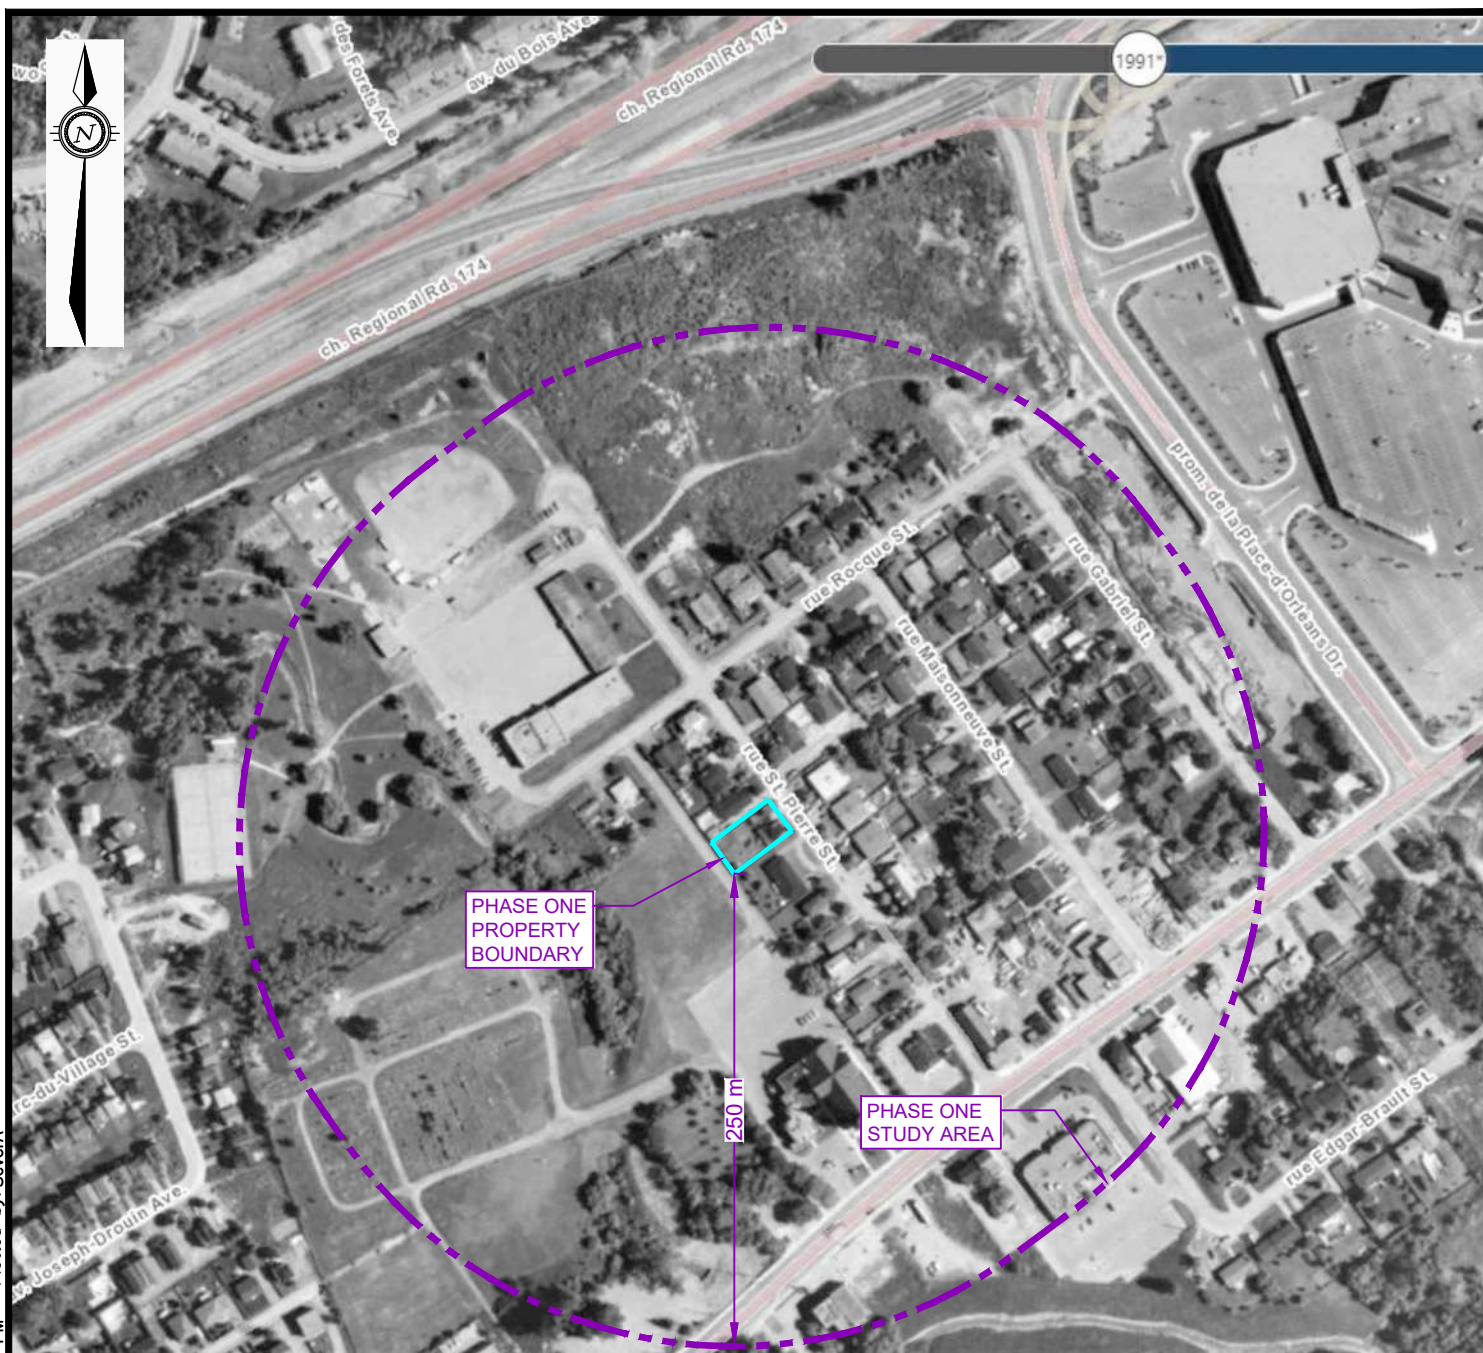 des Forets Ave.
av. du Bois Ave.
ch. Regional Rd. 174
1991*
N
ch. Regional Rd. 174
prom. de la Place-d'Orleans Dr.
rue Rocque St.
rue Gabriel St.
rue Maisonneuve St.
rue St. Pierre St.
PHASE ONE
PROPERTY
BOUNDARY
250 m
PHASE ONE
STUDY AREA
rue Edgar-Brault St.
arc-du-Village St.
av. Joseph-Drouin Ave.